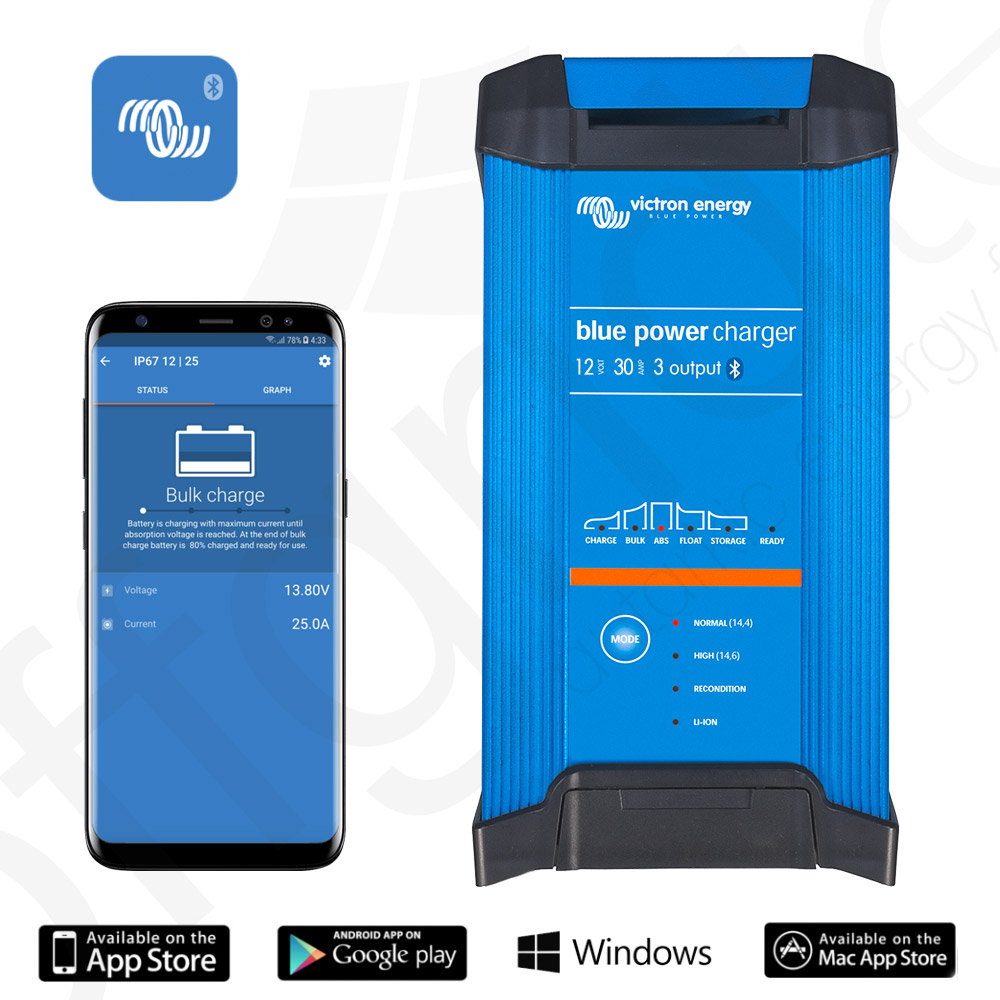 victron energy
BLUE POWER
blue power charger
12 VOLT 30 AMP 3 output
CHARGE BULK ABS FLOAT STORAGE READY
MODE
NORMAL (14,4)
HIGH (14,6)
RECONDITION
LI-ION
78% 4:33
IP67 12 | 25
STATUS GRAPH
Bulk charge
Battery is charging with maximum current until
absorption voltage is reached. At the end of bulk
charge battery is 80% charged and ready for use.
Voltage 13.80V
Current 25.0A
Available on the
App Store
ANDROID APP ON
Google play
Windows
Available on the
Mac App Store